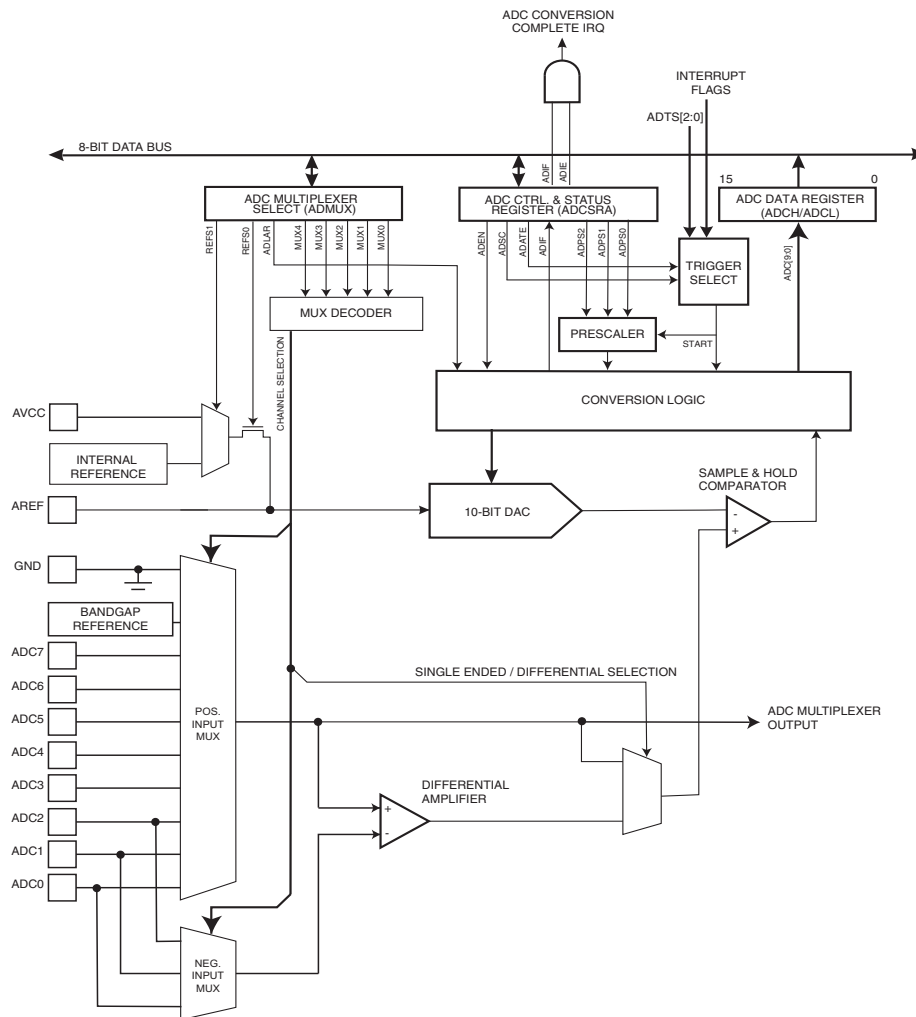 ADC CONVERSION
COMPLETE IRQ
INTERRUPT
FLAGS
ADTS[2:0]
8-BIT DATA BUS
ADIF
ADIE
15
0
ADC MULTIPLEXER
SELECT (ADMUX)
ADC CTRL. & STATUS
REGISTER (ADCSRA)
ADC DATA REGISTER
(ADCH/ADCL)
REFS1
REFS0
ADLAR
MUX4
MUX3
MUX2
MUX1
MUX0
ADEN
ADSC
ADATE
ADIF
ADPS2
ADPS1
ADPS0
ADC[9:0]
TRIGGER
SELECT
MUX DECODER
PRESCALER
START
CHANNEL SELECTION
CONVERSION LOGIC
AVCC
INTERNAL
REFERENCE
SAMPLE & HOLD
COMPARATOR
AREF
10-BIT DAC
-
+
GND
BANDGAP
REFERENCE
ADC7
SINGLE ENDED / DIFFERENTIAL SELECTION
ADC6
ADC5
POS.
INPUT
MUX
ADC MULTIPLEXER
OUTPUT
ADC4
ADC3
DIFFERENTIAL
AMPLIFIER
+
-
ADC2
ADC1
ADC0
NEG.
INPUT
MUX